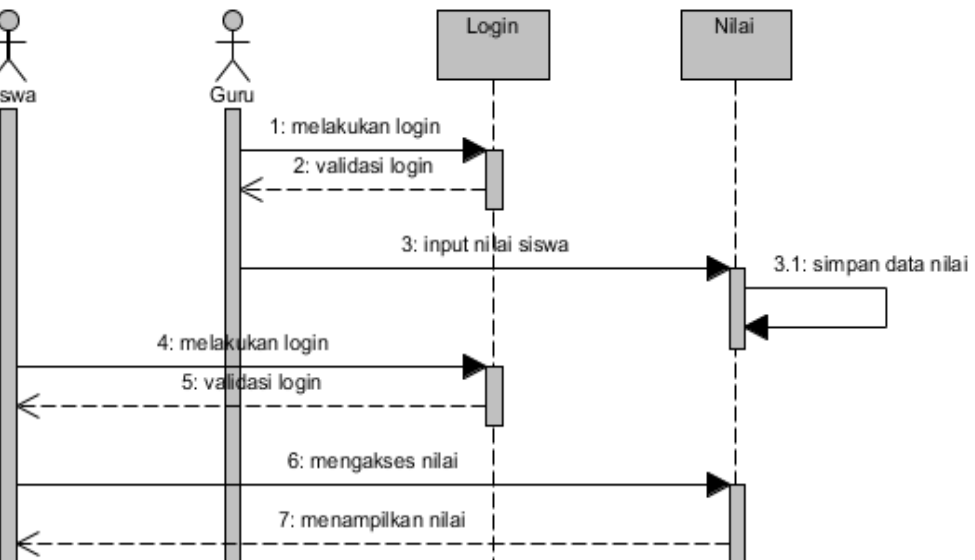 Login
Nilai
swa
Guru
1: melakukan login
2: validasi login
3: input nilai siswa
3.1: simpan data nilai
4: melakukan login
5: validasi login
6: mengakses nilai
7: menampilkan nilai